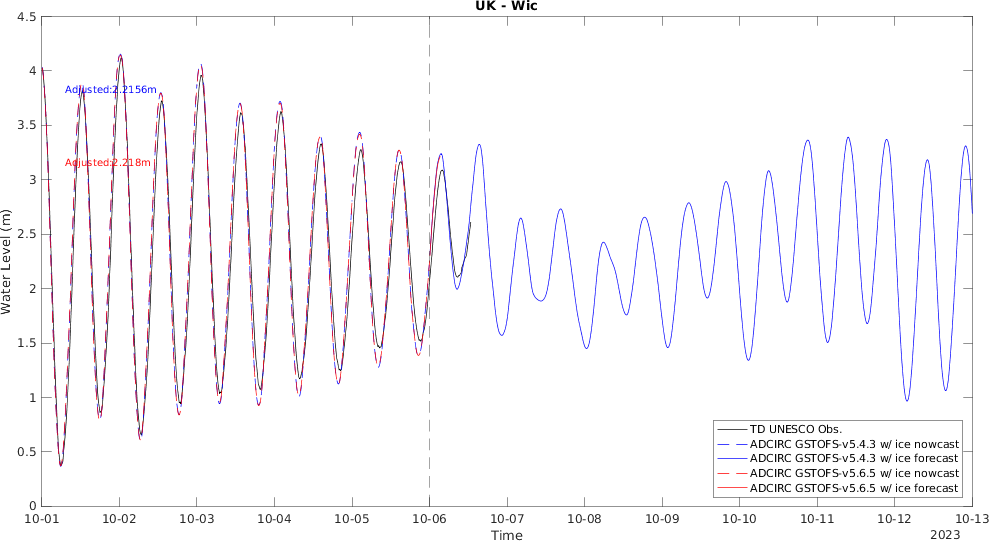 UK - Wic
4.5
4
3.5
3
2.5
2
1.5
1
0.5
0
Water Level (m)
Adjusted:2.2156m
Adjusted:2.218m
TD UNESCO Obs.
ADCIRC GSTOFS-v5.4.3 w/ ice nowcast
ADCIRC GSTOFS-v5.4.3 w/ ice forecast
ADCIRC GSTOFS-v5.6.5 w/ ice nowcast
ADCIRC GSTOFS-v5.6.5 w/ ice forecast
10-01 10-02 10-03 10-04 10-05 10-06 10-07 10-08 10-09 10-10 10-11 10-12 10-13
Time
2023